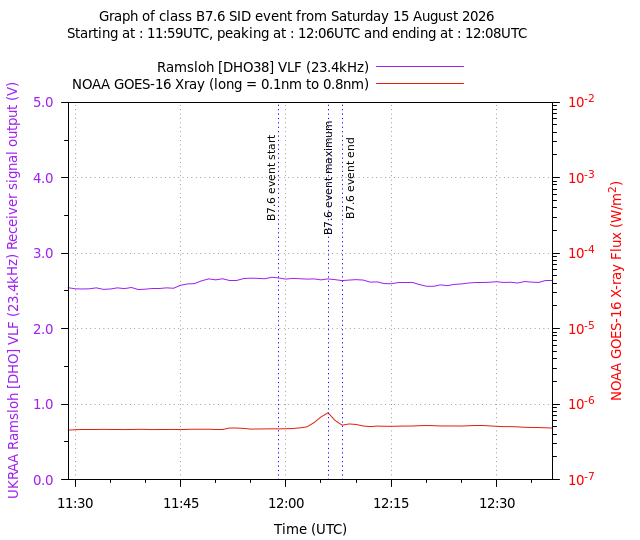 Graph of class B7.6 SID event from Saturday 15 August 2026
Starting at : 11:59UTC, peaking at : 12:06UTC and ending at : 12:08UTC
Ramsloh [DHO38] VLF (23.4kHz)
NOAA GOES-16 Xray (long = 0.1nm to 0.8nm)
5.0
4.0
3.0
2.0
1.0
0.0
UKRAA Ramsloh [DHO] VLF (23.4kHz) Receiver signal output (V)
B7.6 event start
B7.6 event maximum
B7.6 event end
10⁻²
10⁻³
10⁻⁴
10⁻⁵
10⁻⁶
10⁻⁷
NOAA GOES-16 X-ray Flux (W/m²)
11:30 11:45 12:00 12:15 12:30
Time (UTC)